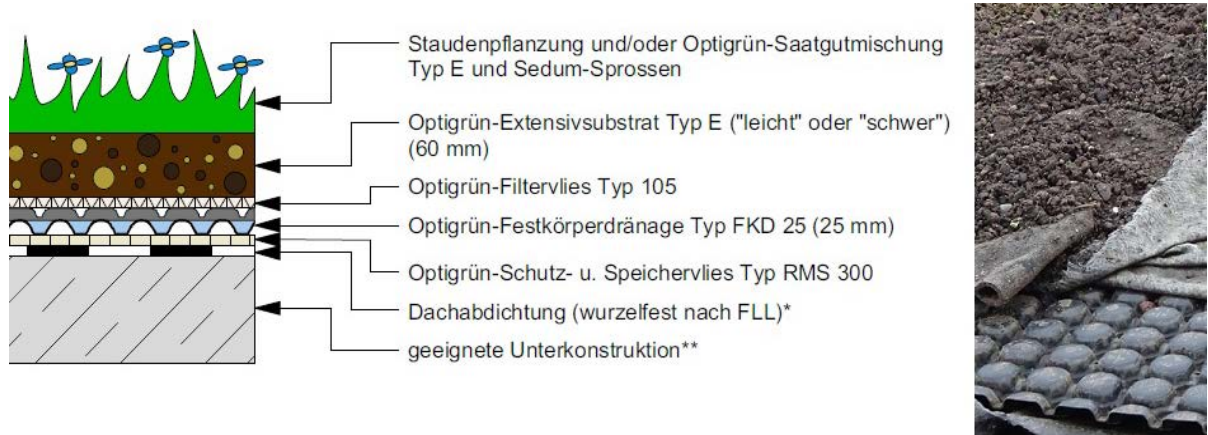 Staudenpflanzung und/oder Optigrün-Saatgutmischung
Typ E und Sedum-Sprossen
Optigrün-Extensivsubstrat Typ E ("leicht" oder "schwer")
(60 mm)
Optigrün-Filtervlies Typ 105
Optigrün-Festkörperdränage Typ FKD 25 (25 mm)
Optigrün-Schutz- u. Speichervlies Typ RMS 300
Dachabdichtung (wurzelfest nach FLL)*
geeignete Unterkonstruktion**